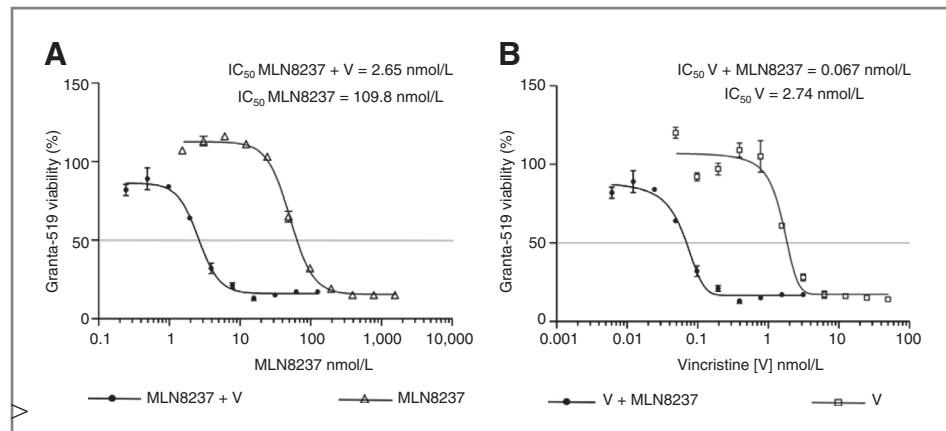 A
IC50 MLN8237 + V = 2.65 nmol/L
IC50 MLN8237 = 109.8 nmol/L
150
100
50
0
Granta-519 viability (%)
0.1 1 10 100 1,000 10,000
MLN8237 nmol/L
MLN8237 + V MLN8237
B
IC50 V + MLN8237 = 0.067 nmol/L
IC50 V = 2.74 nmol/L
150
100
50
0
Granta-519 viability (%)
0.001 0.01 0.1 1 10 100
Vincristine [V] nmol/L
V + MLN8237 V